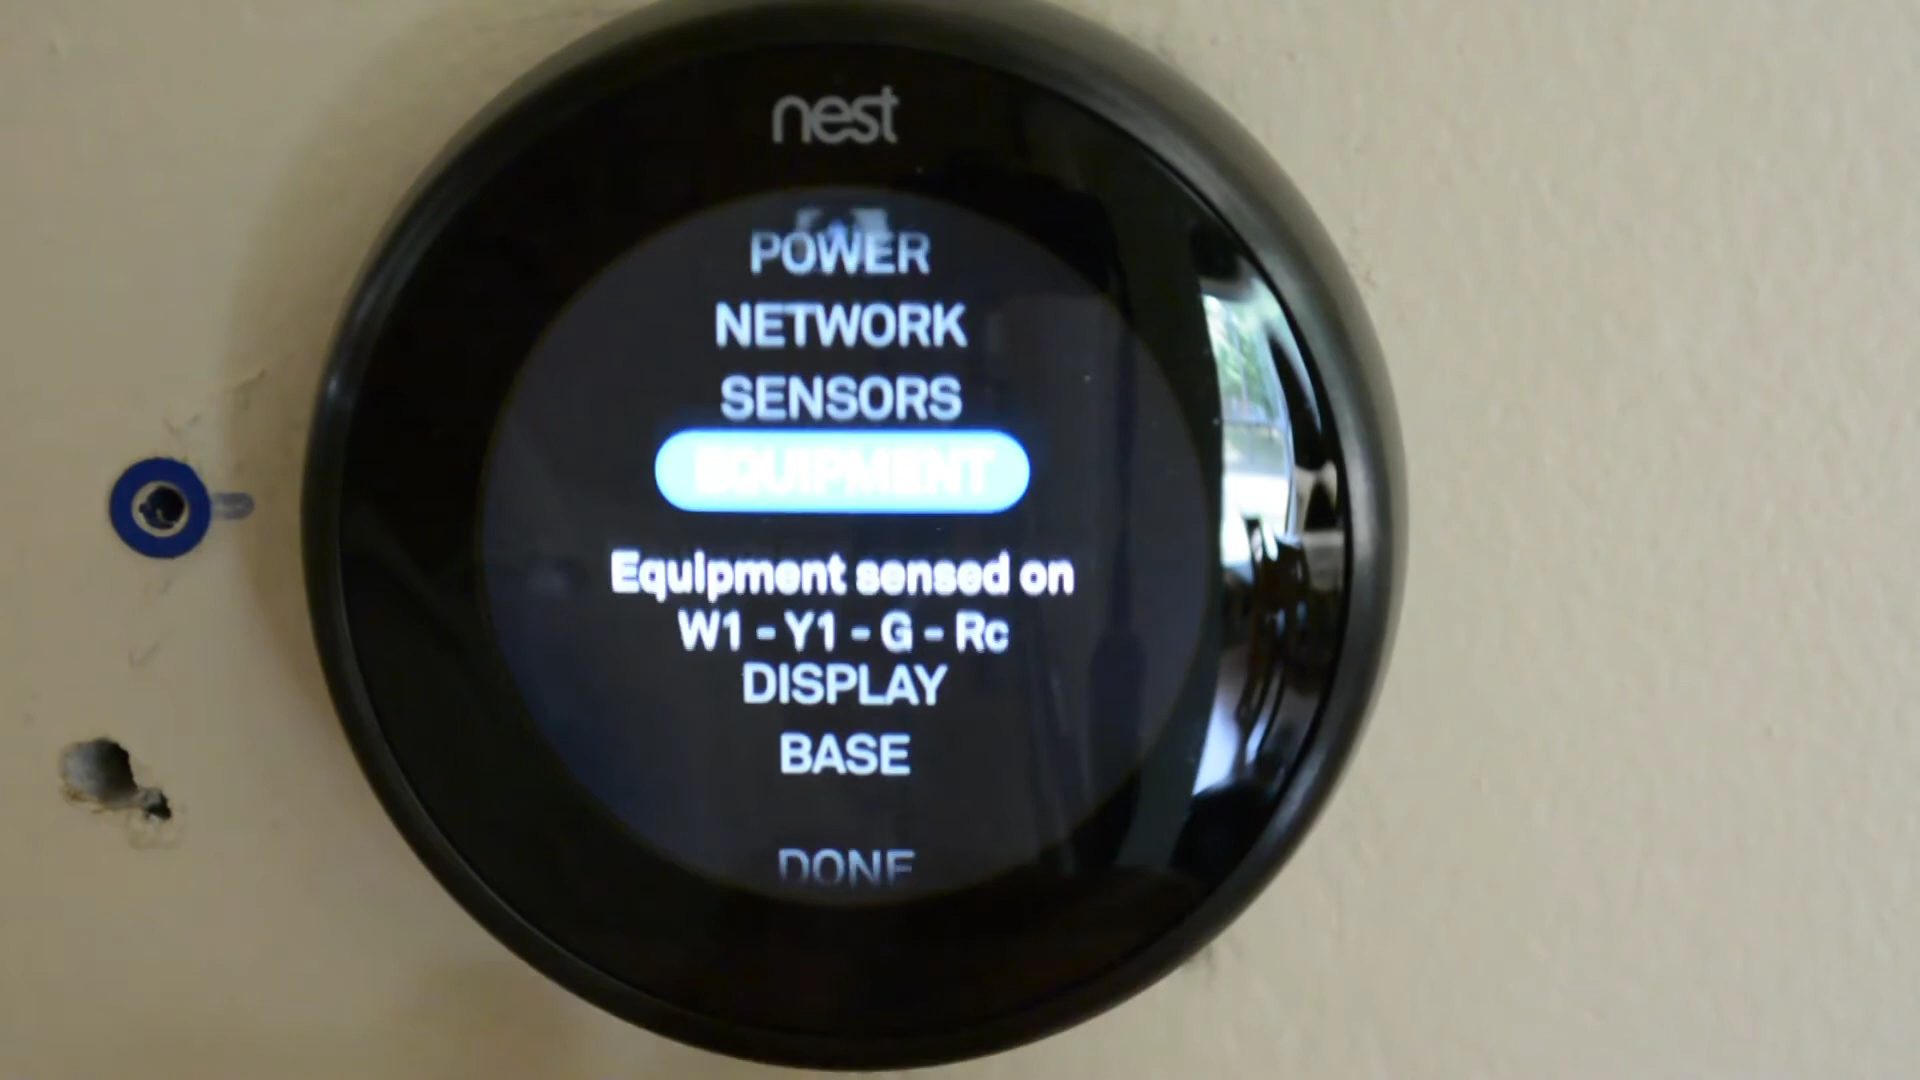 nest
POWER
NETWORK
SENSORS
EQUIPMENT
Equipment sensed on
W1 - Y1 - G - Rc
DISPLAY
BASE
DONE